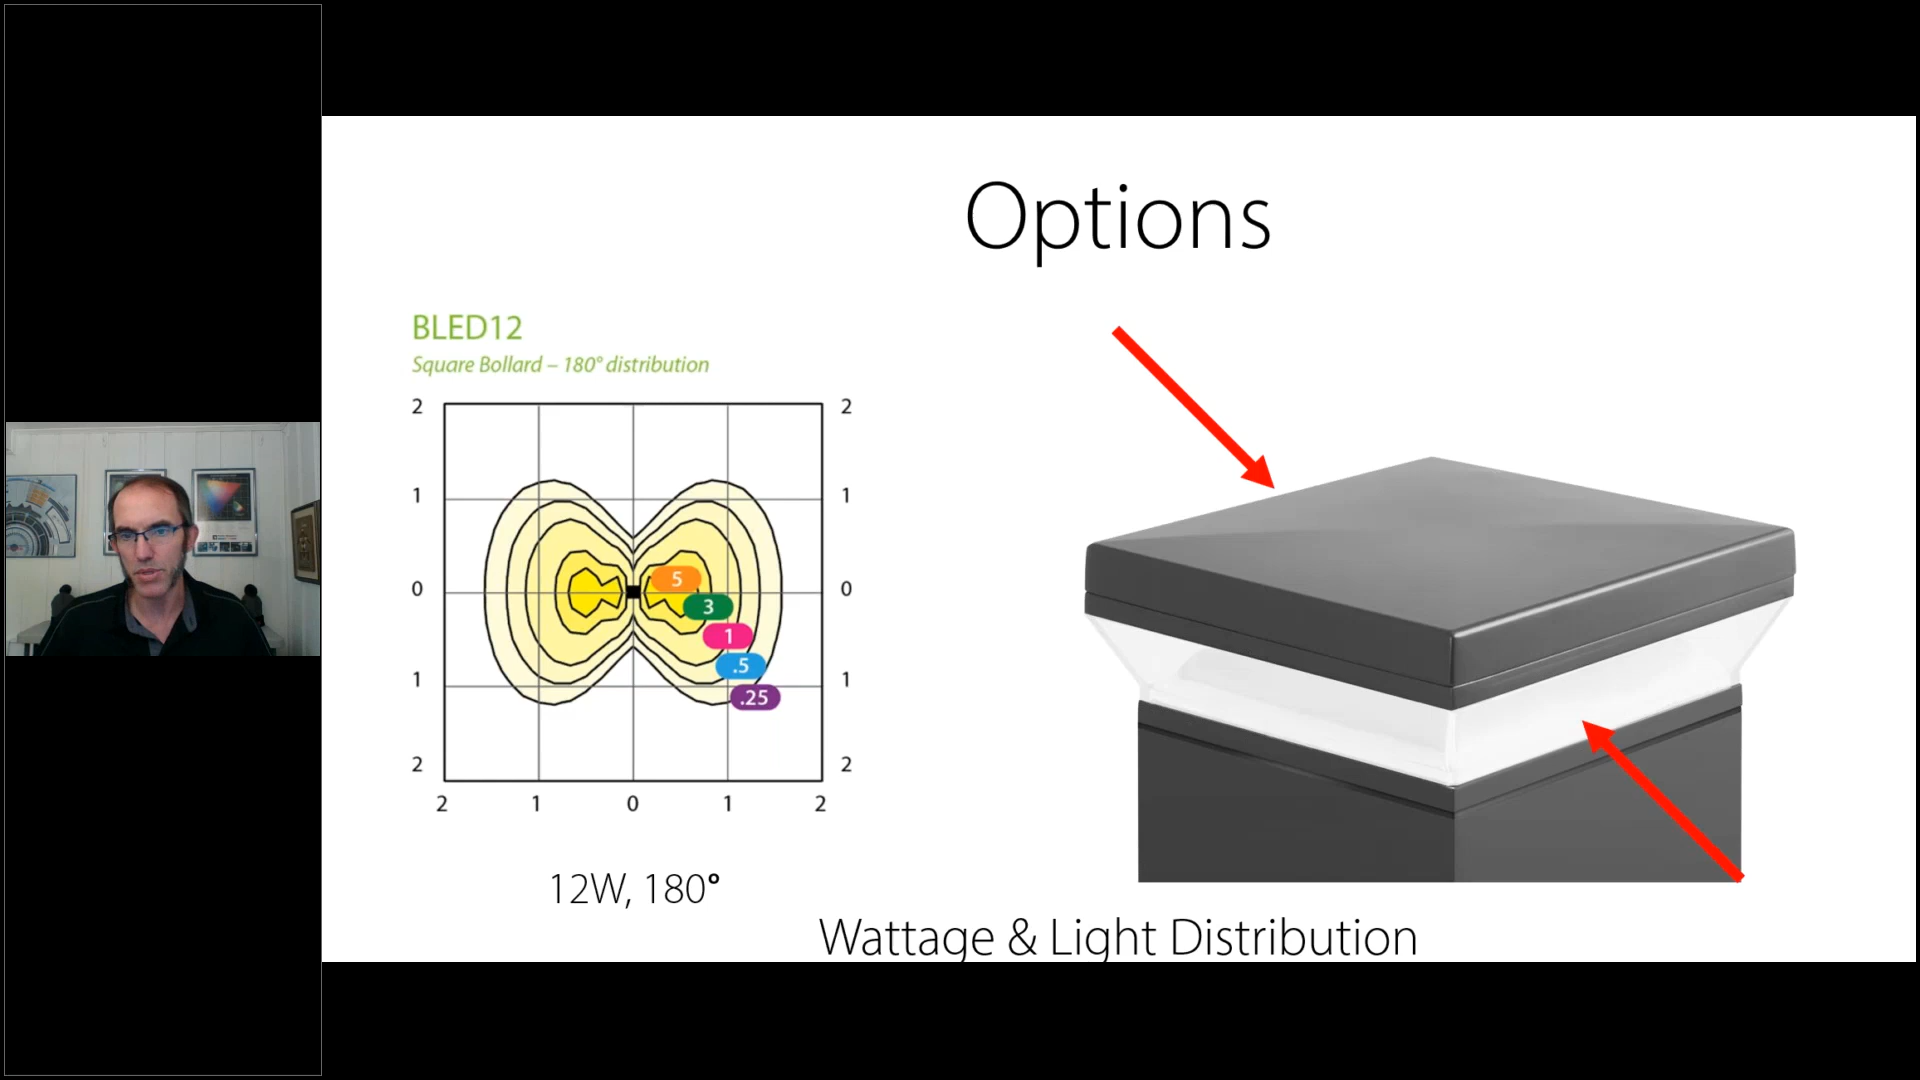 Options
BLED12
Square Bollard – 180° distribution
2 2
1 1
0 0
1 1
2 2
2 1 0 1 2
5
3
1
.5
.25
12W, 180°
Wattage & Light Distribution